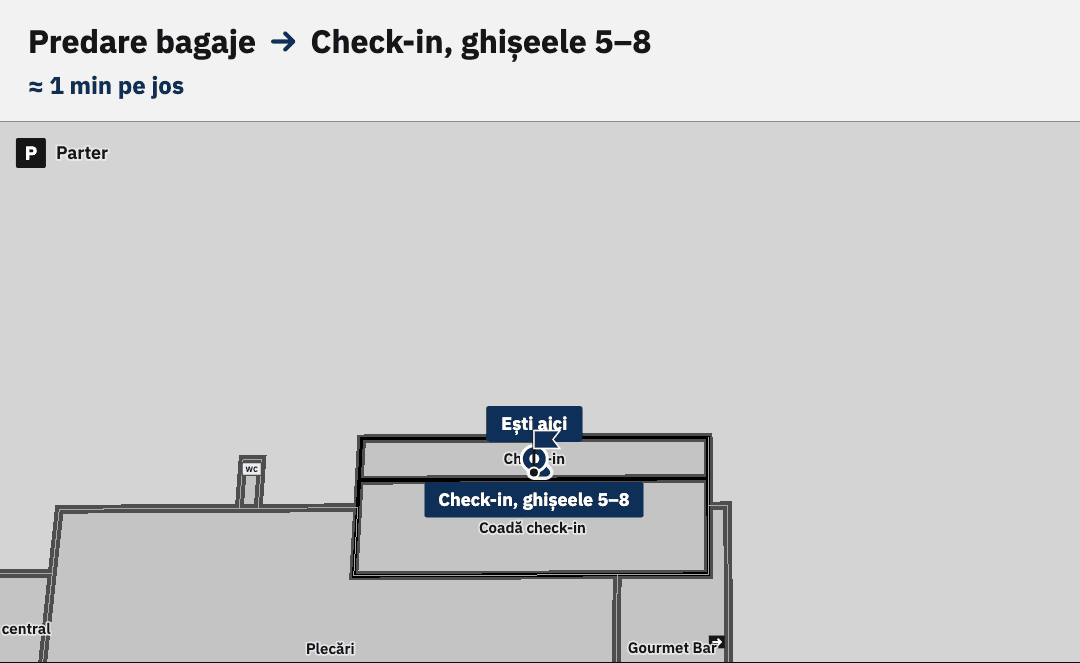 Predare bagaje → Check-in, ghișeele 5–8
≈ 1 min pe jos
P Parter
Ești aici
WC
Check-in, ghișeele 5–8
Coadă check-in
central
Plecări
Gourmet Bar